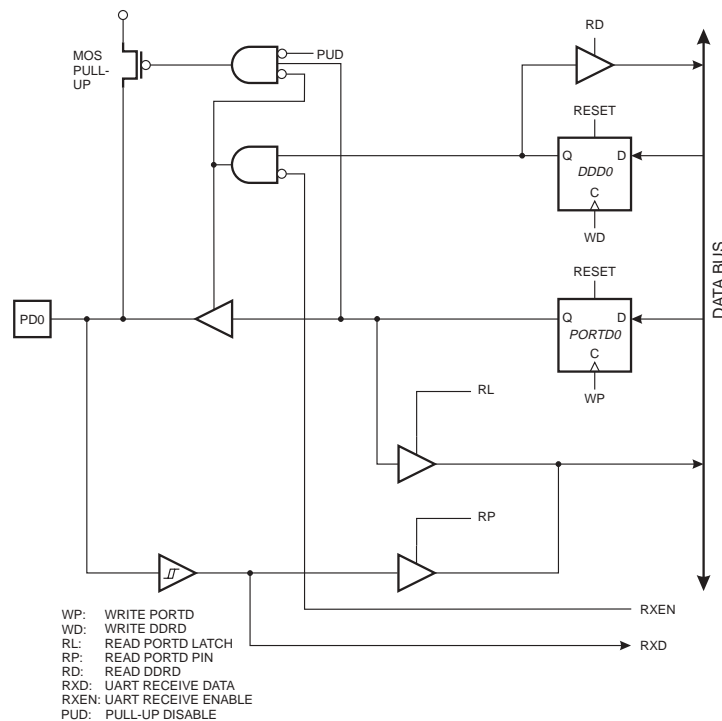 RD
MOS
PULL-
UP
PUD
RESET
Q
D
DDD0
C
WD
DATA BUS
RESET
PD0
Q
D
PORTD0
C
WP
RL
RP
RXEN
WP: WRITE PORTD
WD: WRITE DDRD
RL: READ PORTD LATCH
RP: READ PORTD PIN
RD: READ DDRD
RXD: UART RECEIVE DATA
RXEN: UART RECEIVE ENABLE
PUD: PULL-UP DISABLE
RXD